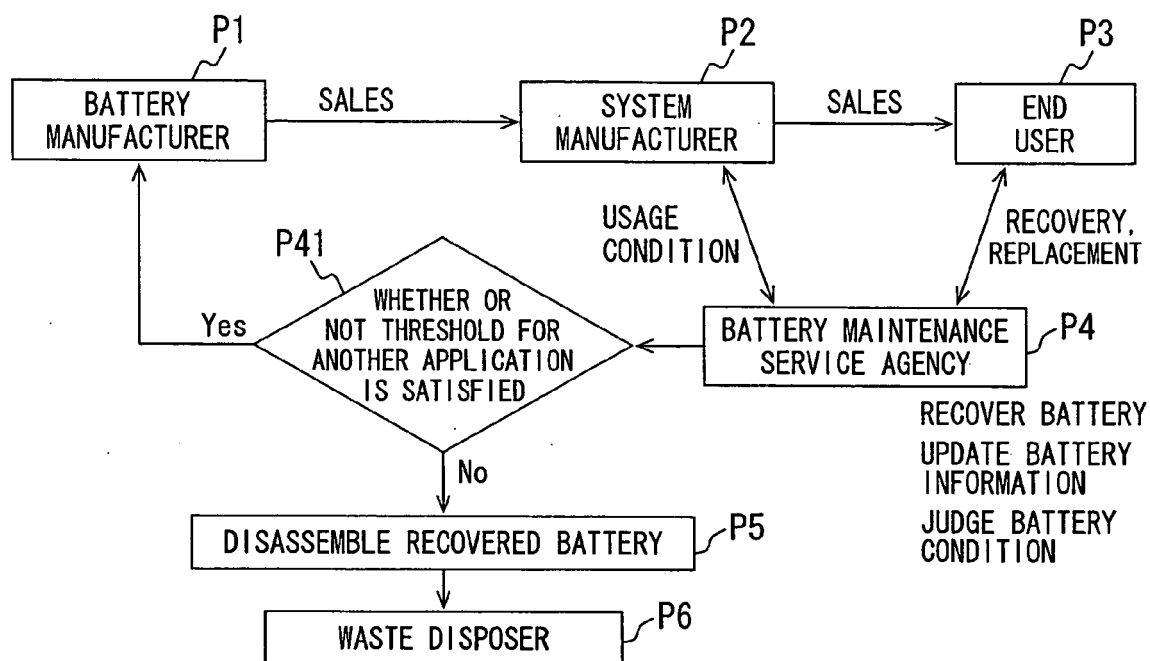 P1
P2
P3
BATTERY
MANUFACTURER
SALES
SYSTEM
MANUFACTURER
SALES
END
USER
USAGE
CONDITION
RECOVERY,
REPLACEMENT
P41
Yes
WHETHER OR
NOT THRESHOLD FOR
ANOTHER APPLICATION
IS SATISFIED
BATTERY MAINTENANCE
SERVICE AGENCY
P4
RECOVER BATTERY
UPDATE BATTERY
INFORMATION
JUDGE BATTERY
CONDITION
No
DISASSEMBLE RECOVERED BATTERY
P5
WASTE DISPOSER
P6